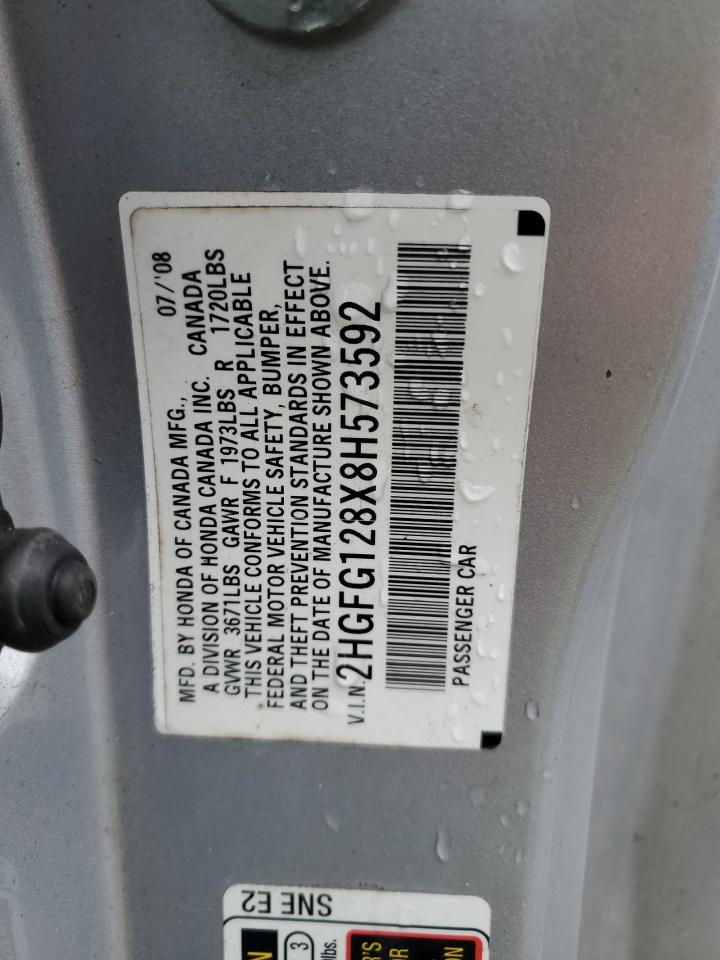 07/'08
MFD. BY HONDA OF CANADA MFG.,
A DIVISION OF HONDA CANADA INC. CANADA
GVWR 3671LBS GAWR F 1973LBS R 1720LBS
THIS VEHICLE CONFORMS TO ALL APPLICABLE
FEDERAL MOTOR VEHICLE SAFETY, BUMPER,
AND THEFT PREVENTION STANDARDS IN EFFECT
ON THE DATE OF MANUFACTURE SHOWN ABOVE.
V.I.N. 2HGFG128X8H573592
PASSENGER CAR
SNE E2
3
lbs.